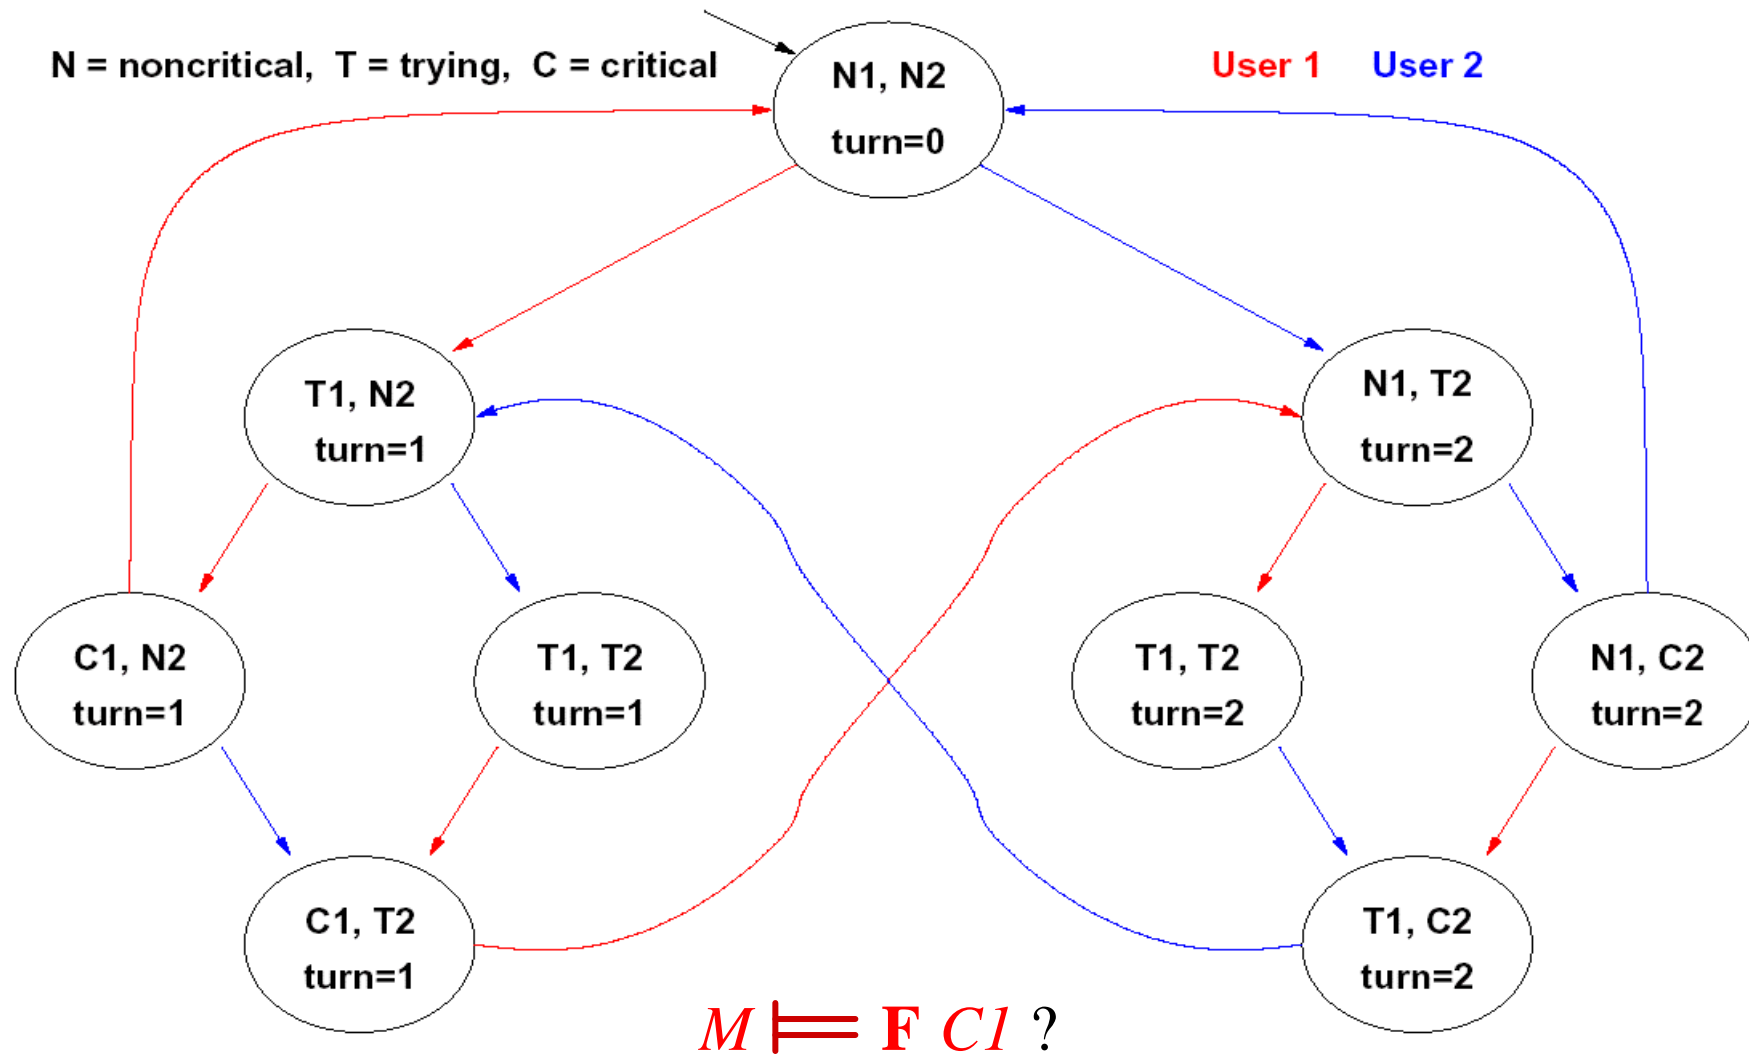 N = noncritical, T = trying, C = critical
User 1 User 2
N1, N2
turn=0
T1, N2
turn=1
N1, T2
turn=2
C1, N2
turn=1
T1, T2
turn=1
T1, T2
turn=2
N1, C2
turn=2
C1, T2
turn=1
T1, C2
turn=2
M ⊨ F C1 ?